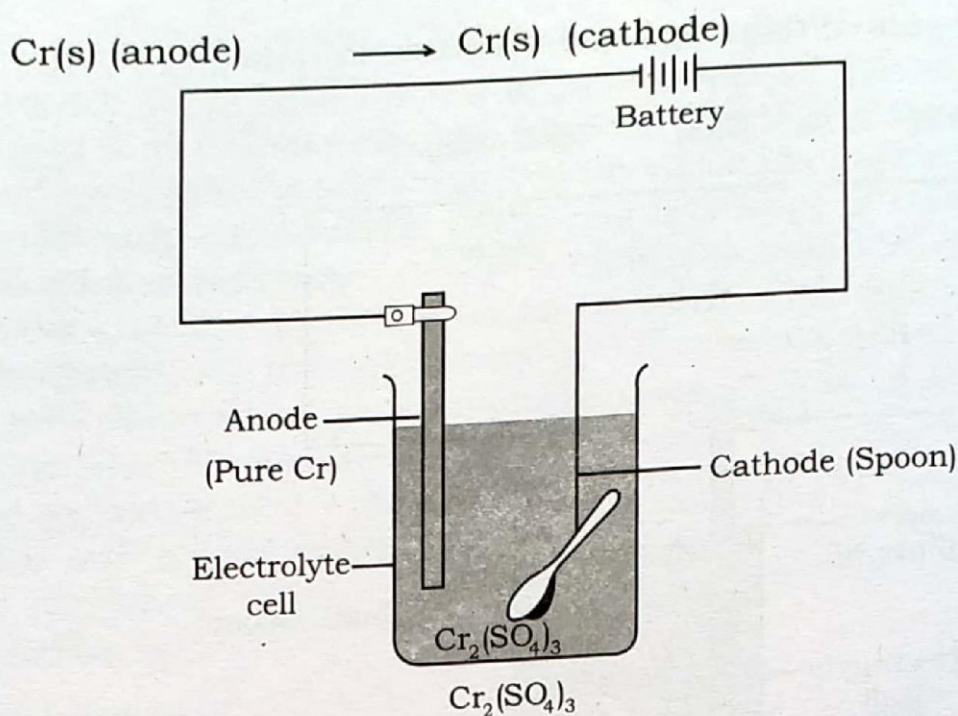 Cr(s) (anode) ⟶ Cr(s) (cathode)
Battery
Anode
(Pure Cr)
Cathode (Spoon)
Electrolyte
cell
Cr₂(SO₄)₃
Cr₂(SO₄)₃